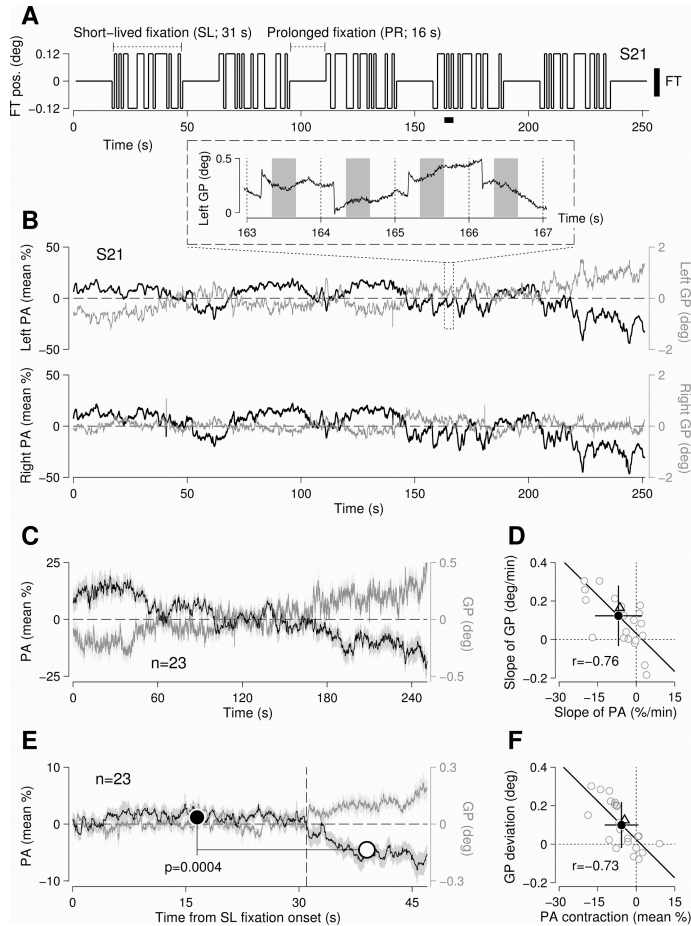 A
Short−lived fixation (SL; 31 s) Prolonged fixation (PR; 16 s)
S21
FT pos. (deg)
0.12
0
−0.12
FT
0 50 100 150 200 250
Time (s)
Left GP (deg)
0.5
0
163 164 165 166 167
Time (s)
B
S21
Left PA (mean %)
50
0
−50
2
0
−2
Left GP (deg)
Right PA (mean %)
50
0
−50
2
0
−2
Right GP (deg)
0 50 100 150 200 250
Time (s)
C
PA (mean %)
25
0
−25
0.5
0
−0.5
GP (deg)
n=23
0 60 120 180 240
Time (s)
D
Slope of GP (deg/min)
0.4
0.2
0
−0.2
r=−0.76
−30 −15 0 15
Slope of PA (%/min)
E
PA (mean %)
10
0
−10
0.3
0
−0.3
GP (deg)
n=23
p=0.0004
0 15 30 45
Time from SL fixation onset (s)
F
GP deviation (deg)
0.4
0.2
0
−0.2
r=−0.73
−30 −15 0 15
PA contraction (mean %)